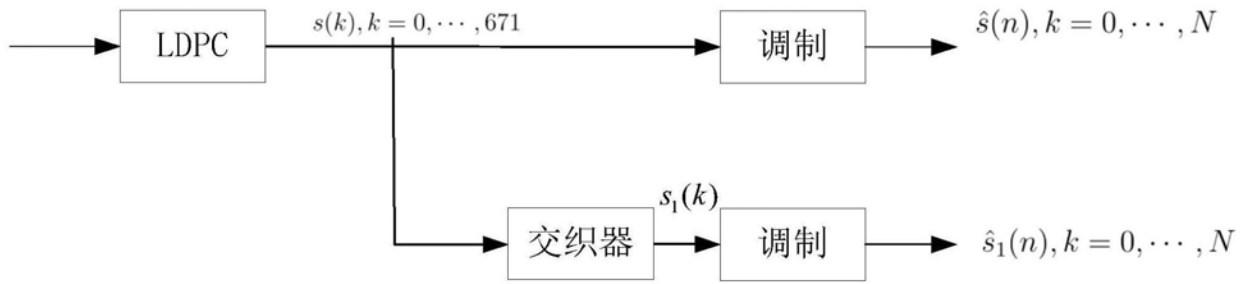 s(k), k = 0, ⋯ , 671
LDPC
调制
ŝ(n), k = 0, ⋯ , N
s₁(k)
交织器
调制
ŝ₁(n), k = 0, ⋯ , N